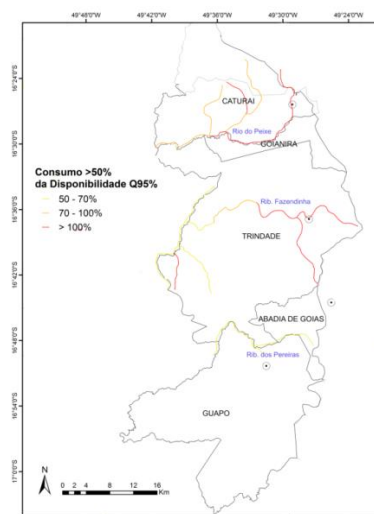 49°48'0"S 49°42'0"S 49°36'0"S 49°30'0"S 49°24'0"S
16°24'0"S
CATURAI
Rio do Peixe
16°30'0"S
GOIANIRA
Consumo >50%
da Disponibilidade Q95%
50 - 70%
70 - 100%
> 100%
16°36'0"S
Rib. Fazendinha
TRINDADE
16°42'0"S
ABADIA DE GOIAS
16°48'0"S
Rib. dos Pereiras
16°54'0"S
GUAPO
17°0'0"S
N
0 2 4 8 12 16
Km